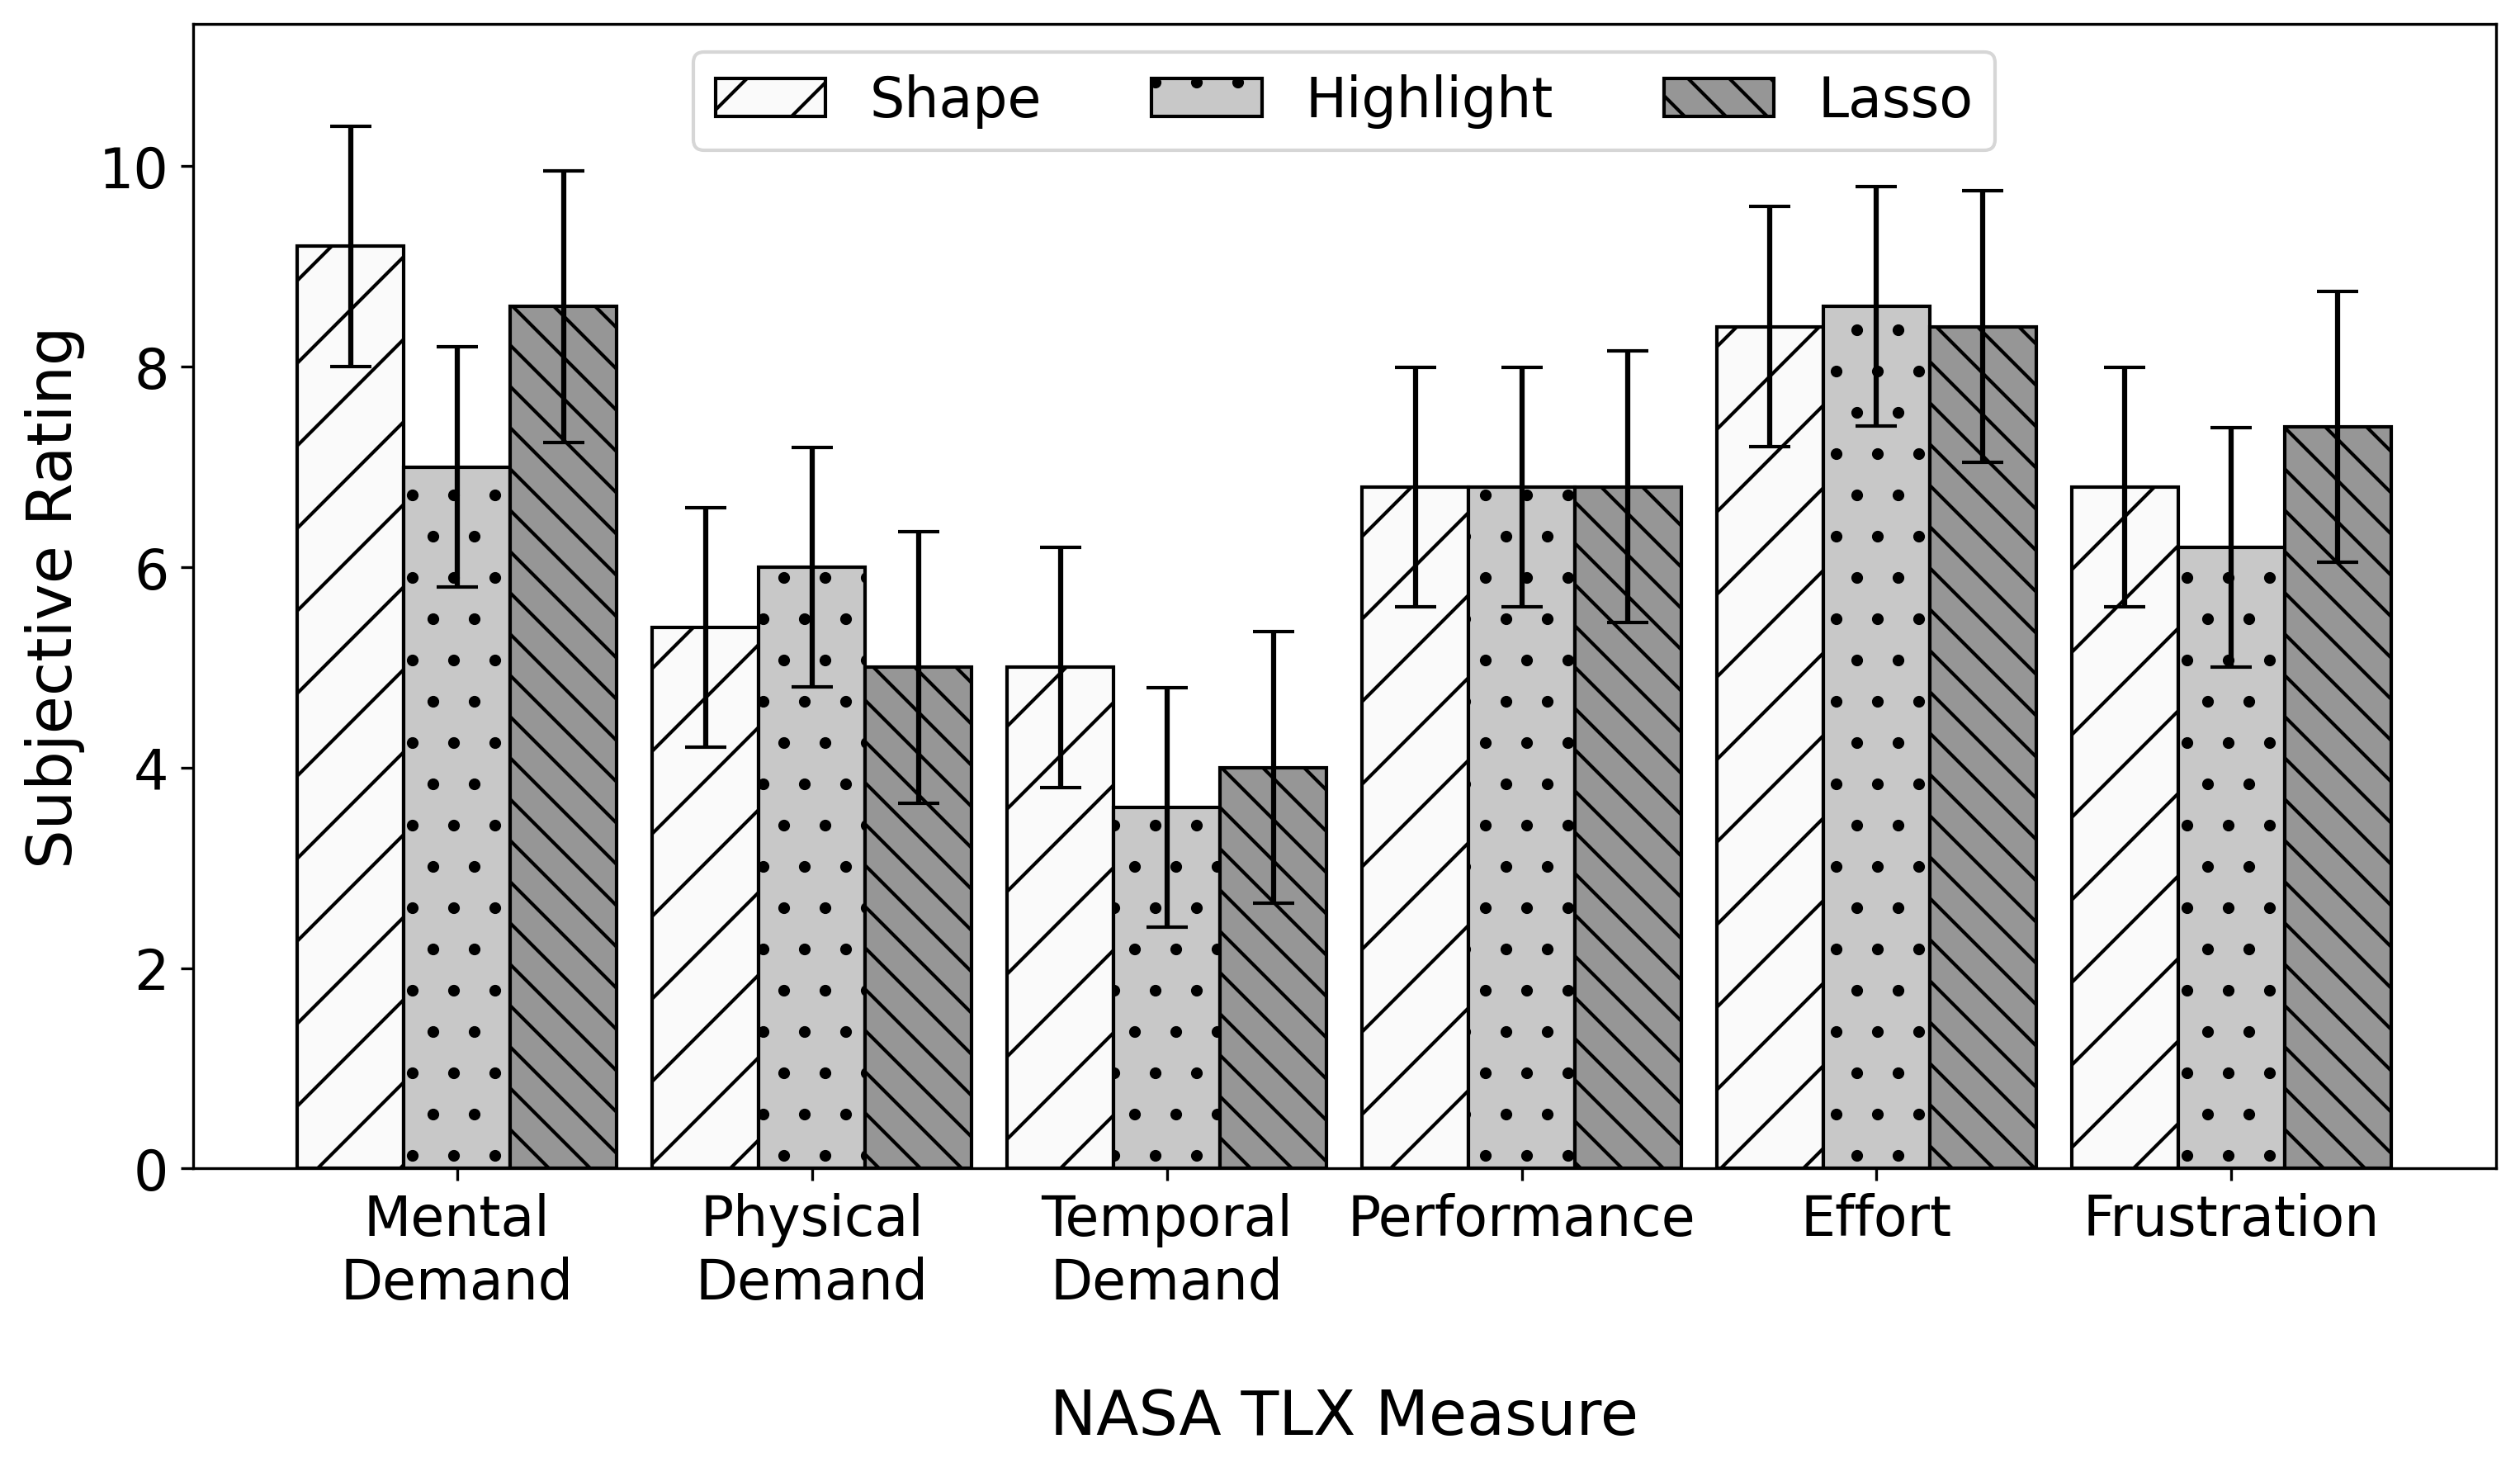 Shape Highlight Lasso
Subjective Rating
10
8
6
4
2
0
Mental
Demand
Physical
Demand
Temporal
Demand
Performance
Effort
Frustration
NASA TLX Measure